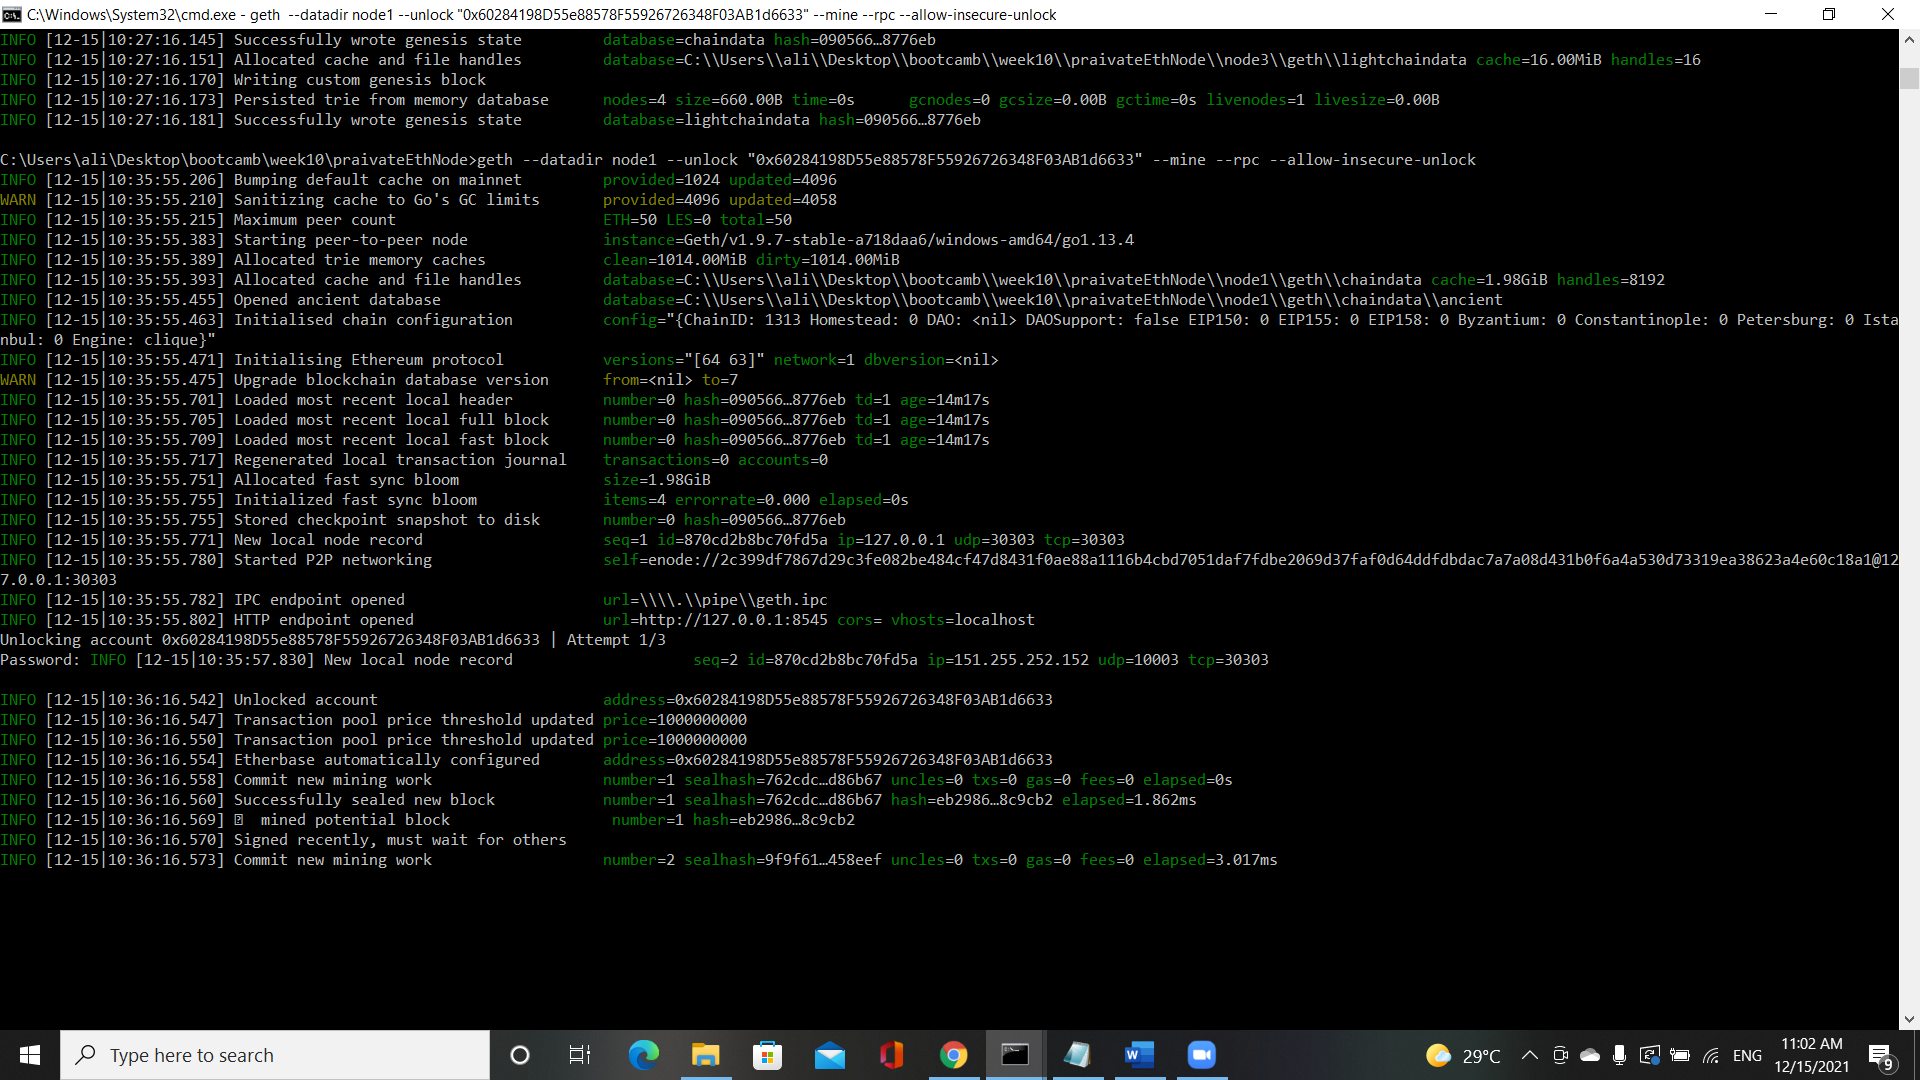 C:\Windows\System32\cmd.exe - geth  --datadir node1 --unlock "0x60284198D55e88578F55926726348F03AB1d6633" --mine --rpc --allow-insecure-unlock
INFO [12-15|10:27:16.145] Successfully wrote genesis state         database=chaindata hash=090566…8776eb
INFO [12-15|10:27:16.151] Allocated cache and file handles         database=C:\\Users\\ali\\Desktop\\bootcamb\\week10\\praivateEthNode\\node3\\geth\\lightchaindata cache=16.00MiB handles=16
INFO [12-15|10:27:16.170] Writing custom genesis block
INFO [12-15|10:27:16.173] Persisted trie from memory database      nodes=4 size=660.00B time=0s      gcnodes=0 gcsize=0.00B gctime=0s livenodes=1 livesize=0.00B
INFO [12-15|10:27:16.181] Successfully wrote genesis state         database=lightchaindata hash=090566…8776eb
C:\Users\ali\Desktop\bootcamb\week10\praivateEthNode>geth --datadir node1 --unlock "0x60284198D55e88578F55926726348F03AB1d6633" --mine --rpc --allow-insecure-unlock
INFO [12-15|10:35:55.206] Bumping default cache on mainnet         provided=1024 updated=4096
WARN [12-15|10:35:55.210] Sanitizing cache to Go's GC limits       provided=4096 updated=4058
INFO [12-15|10:35:55.215] Maximum peer count                       ETH=50 LES=0 total=50
INFO [12-15|10:35:55.383] Starting peer-to-peer node               instance=Geth/v1.9.7-stable-a718daa6/windows-amd64/go1.13.4
INFO [12-15|10:35:55.389] Allocated trie memory caches             clean=1014.00MiB dirty=1014.00MiB
INFO [12-15|10:35:55.393] Allocated cache and file handles         database=C:\\Users\\ali\\Desktop\\bootcamb\\week10\\praivateEthNode\\node1\\geth\\chaindata cache=1.98GiB handles=8192
INFO [12-15|10:35:55.455] Opened ancient database                  database=C:\\Users\\ali\\Desktop\\bootcamb\\week10\\praivateEthNode\\node1\\geth\\chaindata\\ancient
INFO [12-15|10:35:55.463] Initialised chain configuration          config="{ChainID: 1313 Homestead: 0 DAO: <nil> DAOSupport: false EIP150: 0 EIP155: 0 EIP158: 0 Byzantium: 0 Constantinople: 0 Petersburg: 0 Ista
nbul: 0 Engine: clique}"
INFO [12-15|10:35:55.471] Initialising Ethereum protocol           versions="[64 63]" network=1 dbversion=<nil>
WARN [12-15|10:35:55.475] Upgrade blockchain database version      from=<nil> to=7
INFO [12-15|10:35:55.701] Loaded most recent local header          number=0 hash=090566…8776eb td=1 age=14m17s
INFO [12-15|10:35:55.705] Loaded most recent local full block      number=0 hash=090566…8776eb td=1 age=14m17s
INFO [12-15|10:35:55.709] Loaded most recent local fast block      number=0 hash=090566…8776eb td=1 age=14m17s
INFO [12-15|10:35:55.717] Regenerated local transaction journal    transactions=0 accounts=0
INFO [12-15|10:35:55.751] Allocated fast sync bloom                size=1.98GiB
INFO [12-15|10:35:55.755] Initialized fast sync bloom              items=4 errorrate=0.000 elapsed=0s
INFO [12-15|10:35:55.755] Stored checkpoint snapshot to disk       number=0 hash=090566…8776eb
INFO [12-15|10:35:55.771] New local node record                    seq=1 id=870cd2b8bc70fd5a ip=127.0.0.1 udp=30303 tcp=30303
INFO [12-15|10:35:55.780] Started P2P networking                   self=enode://2c399df7867d29c3fe082be484cf47d8431f0ae88a1116b4cbd7051daf7fdbe2069d37faf0d64ddfdbdac7a7a08d431b0f6a4a530d73319ea38623a4e60c18a1@12
7.0.0.1:30303
INFO [12-15|10:35:55.782] IPC endpoint opened                      url=\\\\.\\pipe\\geth.ipc
INFO [12-15|10:35:55.802] HTTP endpoint opened                     url=http://127.0.0.1:8545 cors= vhosts=localhost
Unlocking account 0x60284198D55e88578F55926726348F03AB1d6633 | Attempt 1/3
Password: INFO [12-15|10:35:57.830] New local node record                    seq=2 id=870cd2b8bc70fd5a ip=151.255.252.152 udp=10003 tcp=30303
INFO [12-15|10:36:16.542] Unlocked account                         address=0x60284198D55e88578F55926726348F03AB1d6633
INFO [12-15|10:36:16.547] Transaction pool price threshold updated price=1000000000
INFO [12-15|10:36:16.550] Transaction pool price threshold updated price=1000000000
INFO [12-15|10:36:16.554] Etherbase automatically configured       address=0x60284198D55e88578F55926726348F03AB1d6633
INFO [12-15|10:36:16.558] Commit new mining work                   number=1 sealhash=762cdc…d86b67 uncles=0 txs=0 gas=0 fees=0 elapsed=0s
INFO [12-15|10:36:16.560] Successfully sealed new block            number=1 sealhash=762cdc…d86b67 hash=eb2986…8c9cb2 elapsed=1.862ms
INFO [12-15|10:36:16.569] ⍰  mined potential block                  number=1 hash=eb2986…8c9cb2
INFO [12-15|10:36:16.570] Signed recently, must wait for others
INFO [12-15|10:36:16.573] Commit new mining work                   number=2 sealhash=9f9f61…458eef uncles=0 txs=0 gas=0 fees=0 elapsed=3.017ms
Type here to search
29°C
ENG
11:02 AM
12/15/2021
9